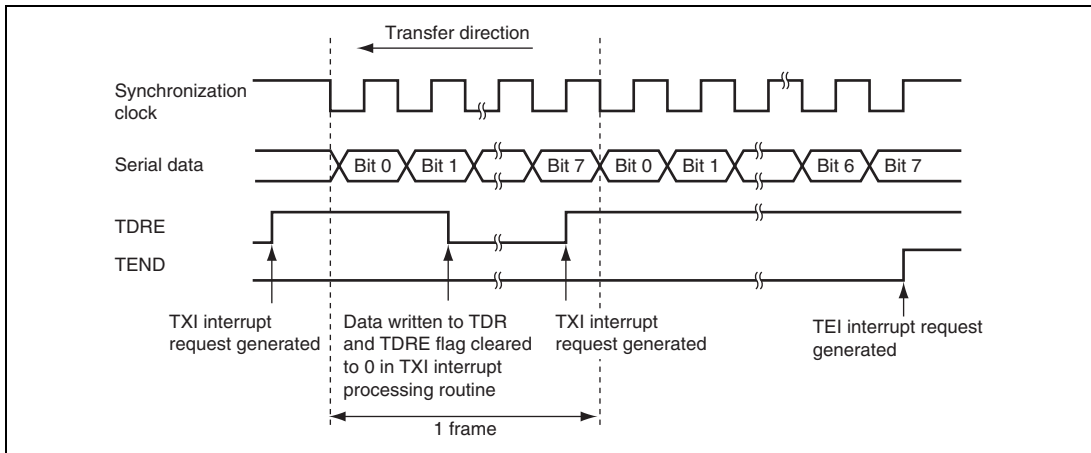 Transfer direction
Synchronization
clock
Serial data
Bit 0
Bit 1
Bit 7
Bit 0
Bit 1
Bit 6
Bit 7
TDRE
TEND
TXI interrupt
request generated
Data written to TDR
and TDRE flag cleared
to 0 in TXI interrupt
processing routine
TXI interrupt
request generated
TEI interrupt request
generated
1 frame